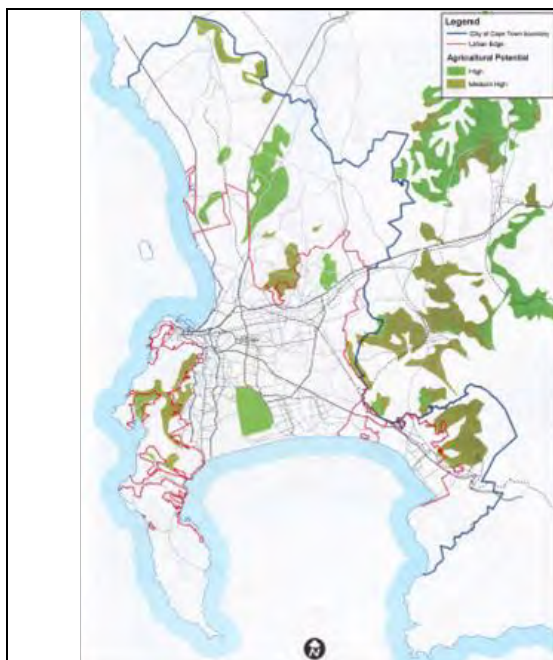 Legend
City of Cape Town boundary
Urban Edge
Agricultural Potential
High
Medium High
N